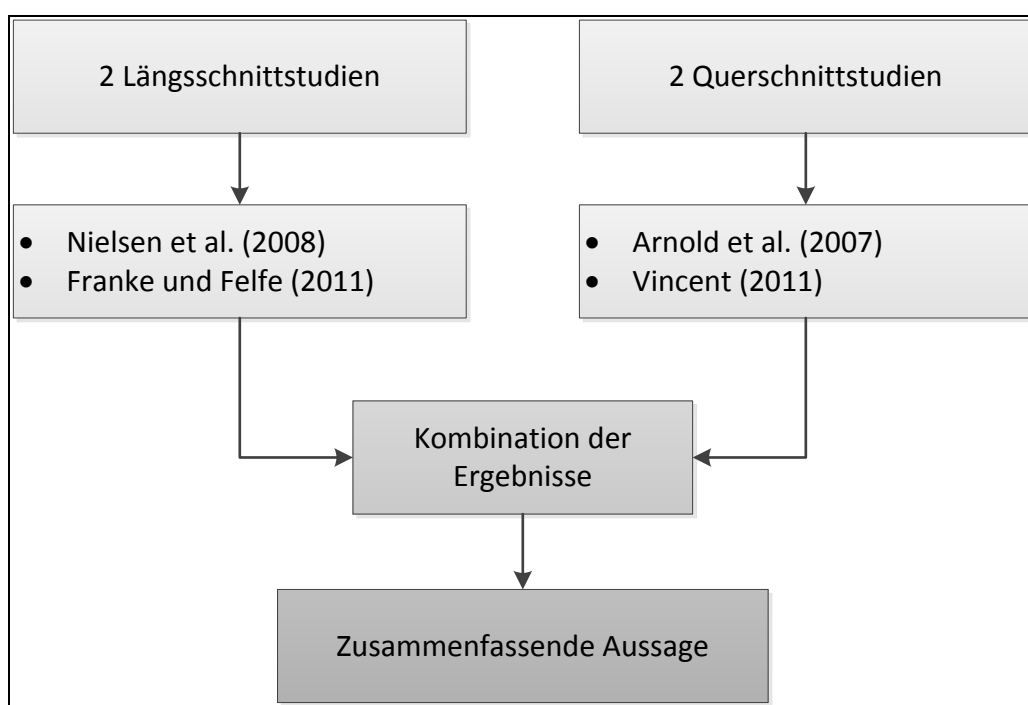 2 Längsschnittstudien
2 Querschnittstudien
• Nielsen et al. (2008)
• Franke und Felfe (2011)
• Arnold et al. (2007)
• Vincent (2011)
Kombination der
Ergebnisse
Zusammenfassende Aussage